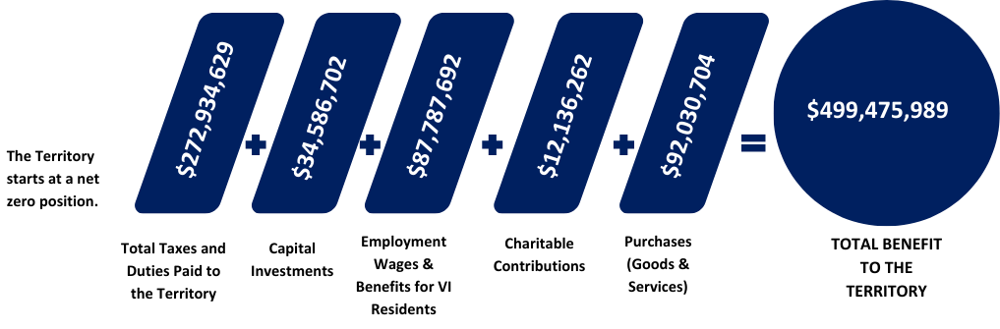 The Territory
starts at a net
zero position.
$272,934,629
+
$34,586,702
+
$87,787,692
+
$12,136,262
+
$92,030,704
=
$499,475,989
Total Taxes and
Duties Paid to
the Territory
Capital
Investments
Employment
Wages &
Benefits for VI
Residents
Charitable
Contributions
Purchases
(Goods &
Services)
TOTAL BENEFIT
TO THE
TERRITORY